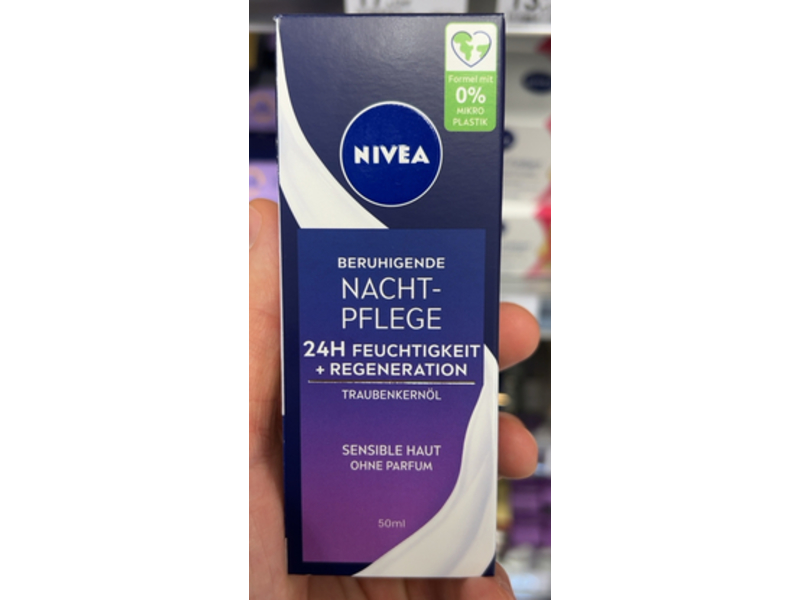 Formel mit
0%
MIKRO
PLASTIK
NIVEA
BERUHIGENDE
NACHT-
PFLEGE
24H FEUCHTIGKEIT
+ REGENERATION
TRAUBENKERNÖL
SENSIBLE HAUT
OHNE PARFUM
50ml